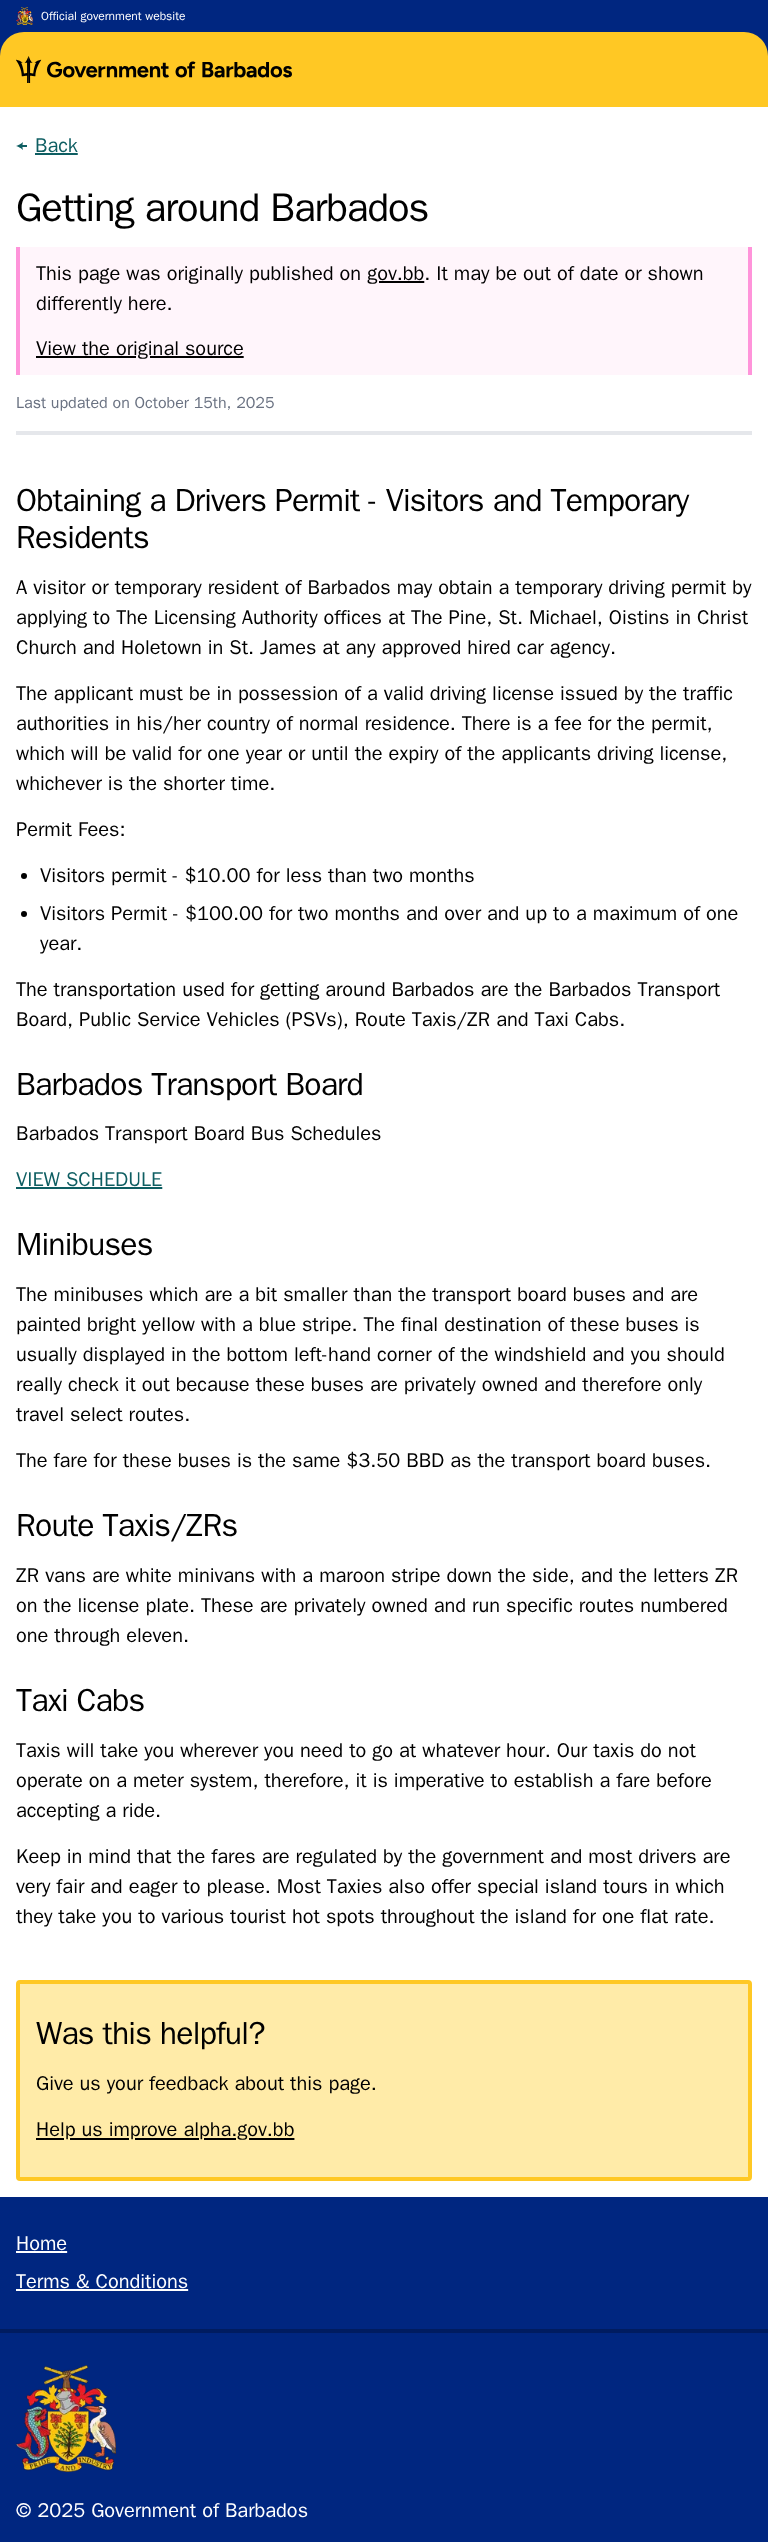 Official government website
Government of Barbados
← Back
Getting around Barbados
This page was originally published on gov.bb. It may be out of date or shown
differently here.
View the original source
Last updated on October 15th, 2025
Obtaining a Drivers Permit - Visitors and Temporary
Residents
A visitor or temporary resident of Barbados may obtain a temporary driving permit by
applying to The Licensing Authority offices at The Pine, St. Michael, Oistins in Christ
Church and Holetown in St. James at any approved hired car agency.
The applicant must be in possession of a valid driving license issued by the traffic
authorities in his/her country of normal residence. There is a fee for the permit,
which will be valid for one year or until the expiry of the applicants driving license,
whichever is the shorter time.
Permit Fees:
• Visitors permit - $10.00 for less than two months
• Visitors Permit - $100.00 for two months and over and up to a maximum of one
year.
The transportation used for getting around Barbados are the Barbados Transport
Board, Public Service Vehicles (PSVs), Route Taxis/ZR and Taxi Cabs.
Barbados Transport Board
Barbados Transport Board Bus Schedules
VIEW SCHEDULE
Minibuses
The minibuses which are a bit smaller than the transport board buses and are
painted bright yellow with a blue stripe. The final destination of these buses is
usually displayed in the bottom left-hand corner of the windshield and you should
really check it out because these buses are privately owned and therefore only
travel select routes.
The fare for these buses is the same $3.50 BBD as the transport board buses.
Route Taxis/ZRs
ZR vans are white minivans with a maroon stripe down the side, and the letters ZR
on the license plate. These are privately owned and run specific routes numbered
one through eleven.
Taxi Cabs
Taxis will take you wherever you need to go at whatever hour. Our taxis do not
operate on a meter system, therefore, it is imperative to establish a fare before
accepting a ride.
Keep in mind that the fares are regulated by the government and most drivers are
very fair and eager to please. Most Taxies also offer special island tours in which
they take you to various tourist hot spots throughout the island for one flat rate.
Was this helpful?
Give us your feedback about this page.
Help us improve alpha.gov.bb
Home
Terms & Conditions
PRIDE AND INDUSTRY
© 2025 Government of Barbados